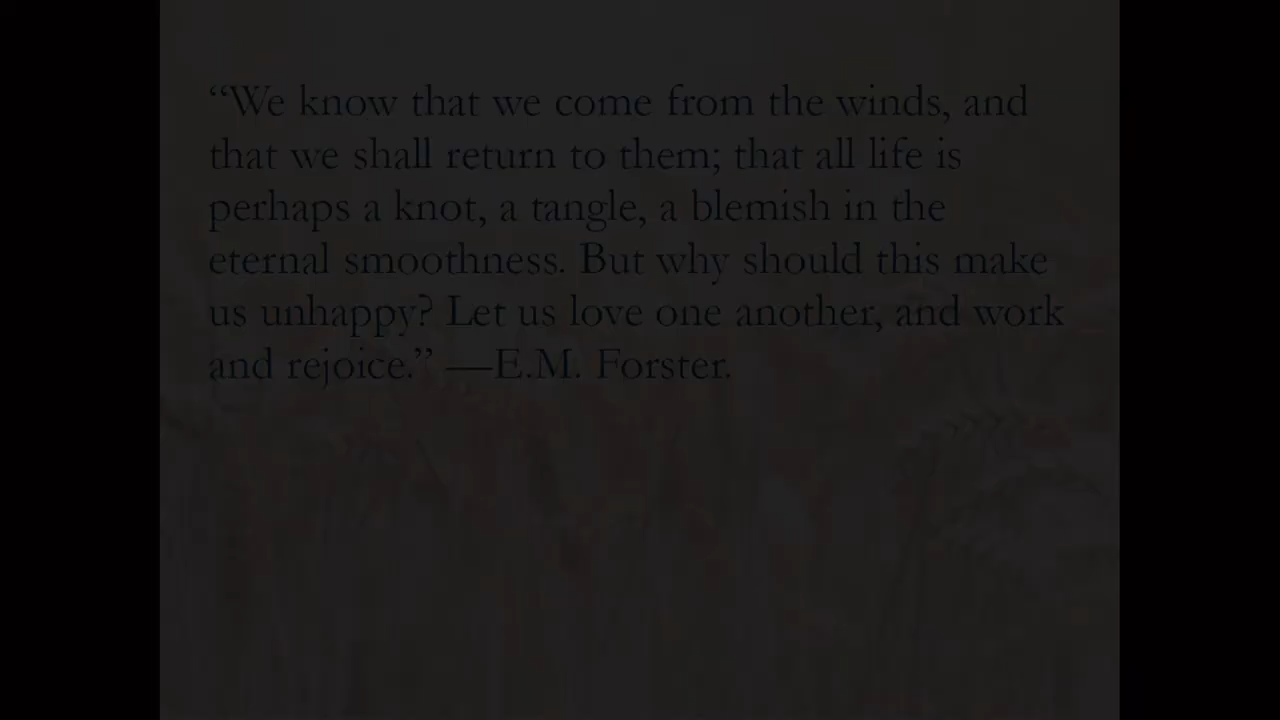 “We know that we come from the winds, and
that we shall return to them; that all life is
perhaps a knot, a tangle, a blemish in the
eternal smoothness. But why should this make
us unhappy? Let us love one another, and work
and rejoice.” —E.M. Forster.